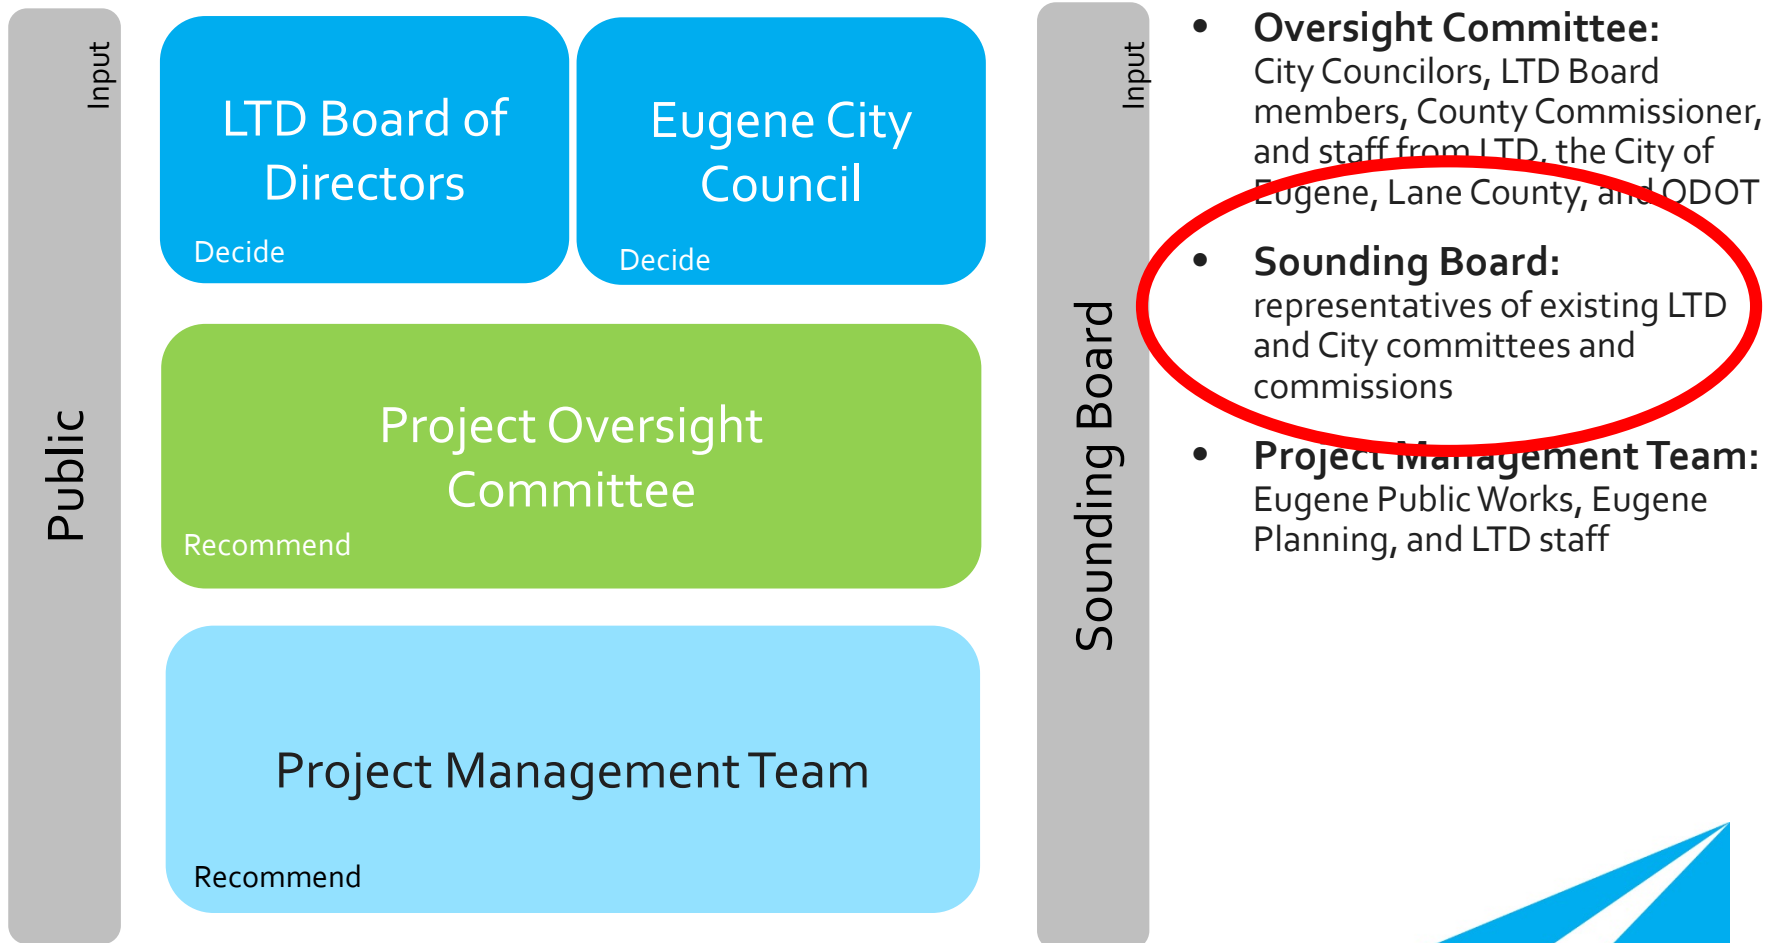 Input
Public
LTD Board of
Directors
Decide
Eugene City
Council
Decide
Project Oversight
Committee
Recommend
Project Management Team
Recommend
Input
Sounding Board
• Oversight Committee:
City Councilors, LTD Board
members, County Commissioner,
and staff from LTD, the City of
Eugene, Lane County, and ODOT
• Sounding Board:
representatives of existing LTD
and City committees and
commissions
• Project Management Team:
Eugene Public Works, Eugene
Planning, and LTD staff